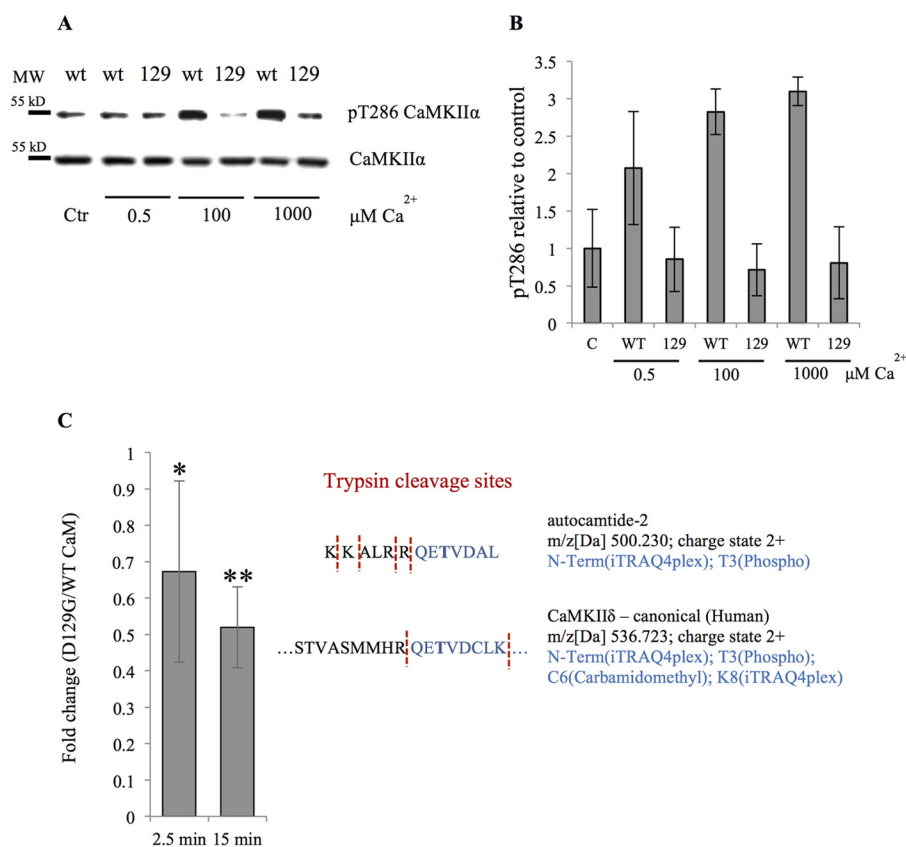 A
MW wt wt 129 wt 129 wt 129
55 kD
pT286 CaMKIIα
55 kD
CaMKIIα
Ctr 0.5 100 1000 μM Ca2+
B
pT286 relative to control
3.5
3
2.5
2
1.5
1
0.5
0
C WT 129 WT 129 WT 129
0.5 100 1000 μM Ca2+
C
Fold change (D129G/WT CaM)
1
0.9
0.8
0.7
0.6
0.5
0.4
0.3
0.2
0.1
0
*
**
2.5 min 15 min
Trypsin cleavage sites
KKALRRQETVDAL
autocamtide-2
m/z[Da] 500.230; charge state 2+
N-Term(iTRAQ4plex); T3(Phospho)
...STVASMMHRQETVDCLK...
CaMKIIδ – canonical (Human)
m/z[Da] 536.723; charge state 2+
N-Term(iTRAQ4plex); T3(Phospho);
C6(Carbamidomethyl); K8(iTRAQ4plex)